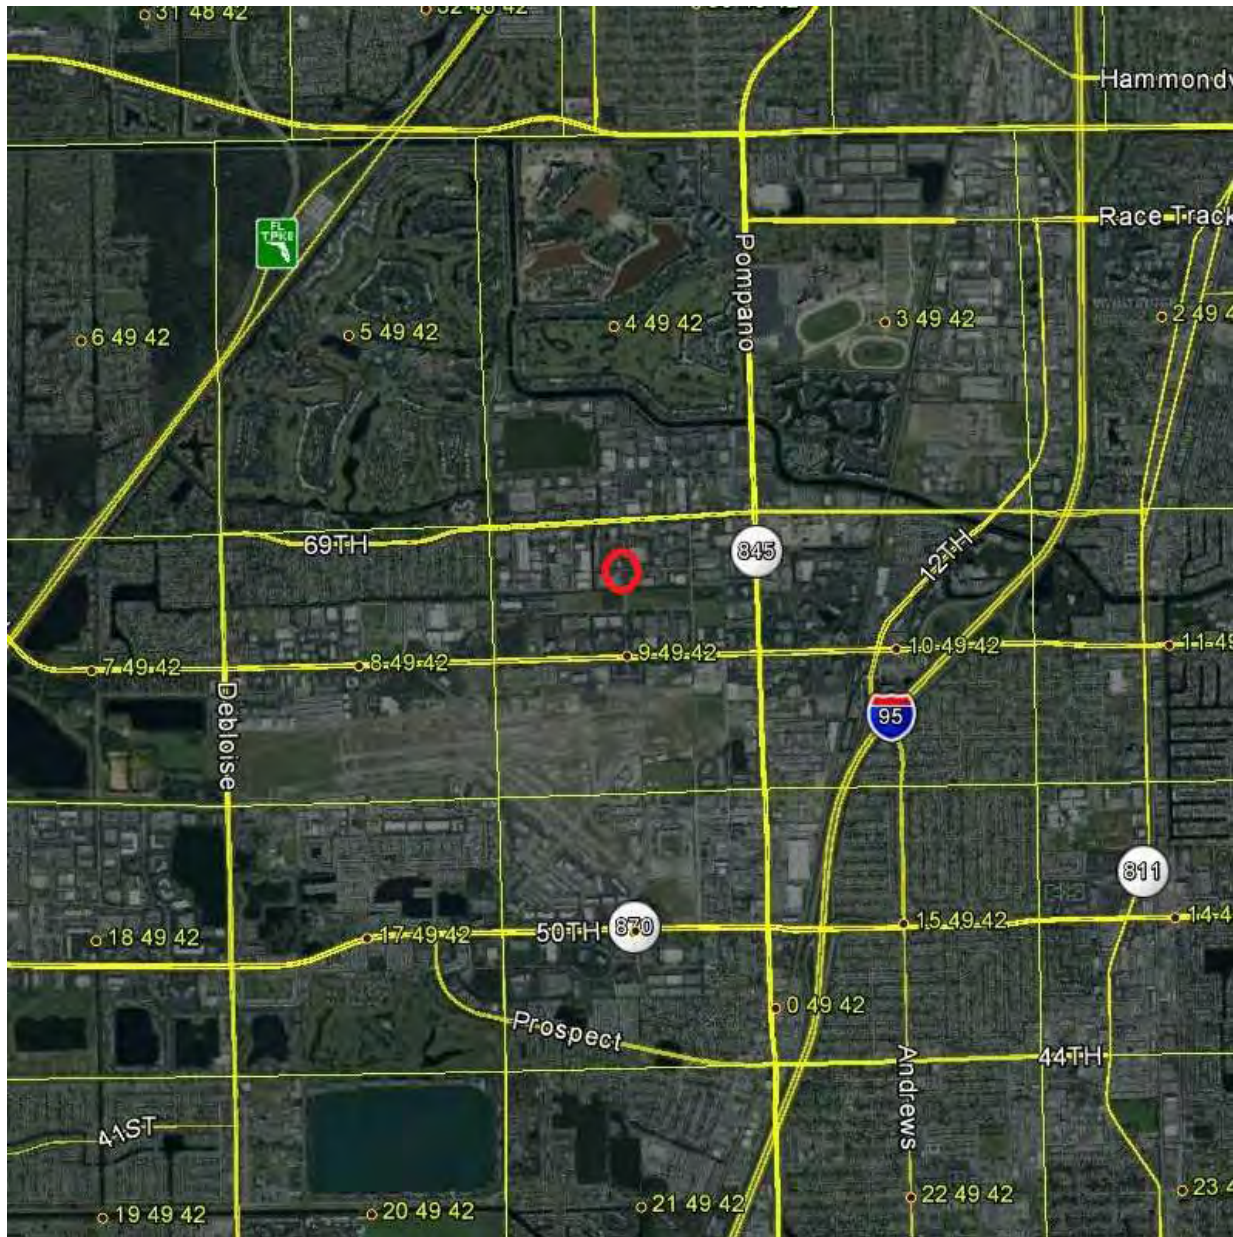 31 48 42
32 48 42
Hammondv
FL
TPKE
Race Track
Pompano
6 49 42
5 49 42
4 49 42
3 49 42
2 49 4
69TH
845
12TH
7 49 42
8 49 42
9 49 42
10 49 42
11 49
Debloise
95
811
18 49 42
17 49 42
50TH
870
15 49 42
14 4
0 49 42
Prospect
Andrews
44TH
41ST
19 49 42
20 49 42
21 49 42
22 49 42
23 4